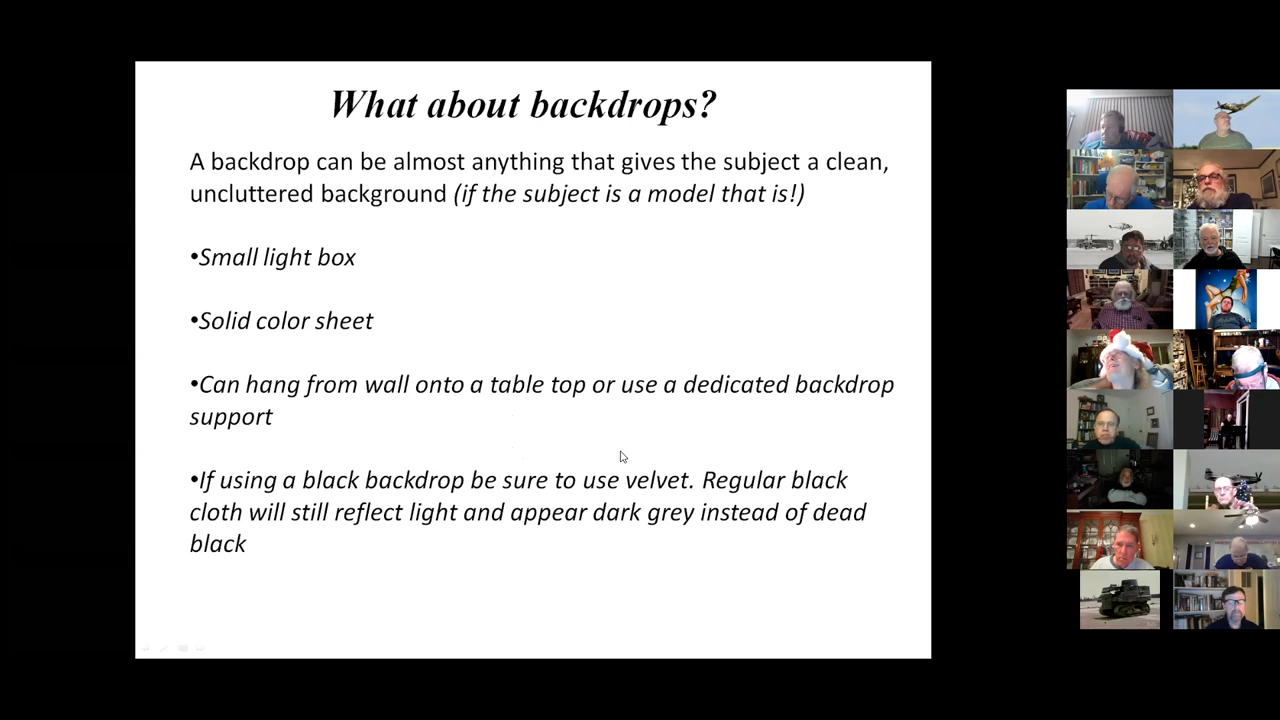 What about backdrops?
A backdrop can be almost anything that gives the subject a clean,
uncluttered background (if the subject is a model that is!)
•Small light box
•Solid color sheet
•Can hang from wall onto a table top or use a dedicated backdrop
support
•If using a black backdrop be sure to use velvet. Regular black
cloth will still reflect light and appear dark grey instead of dead
black